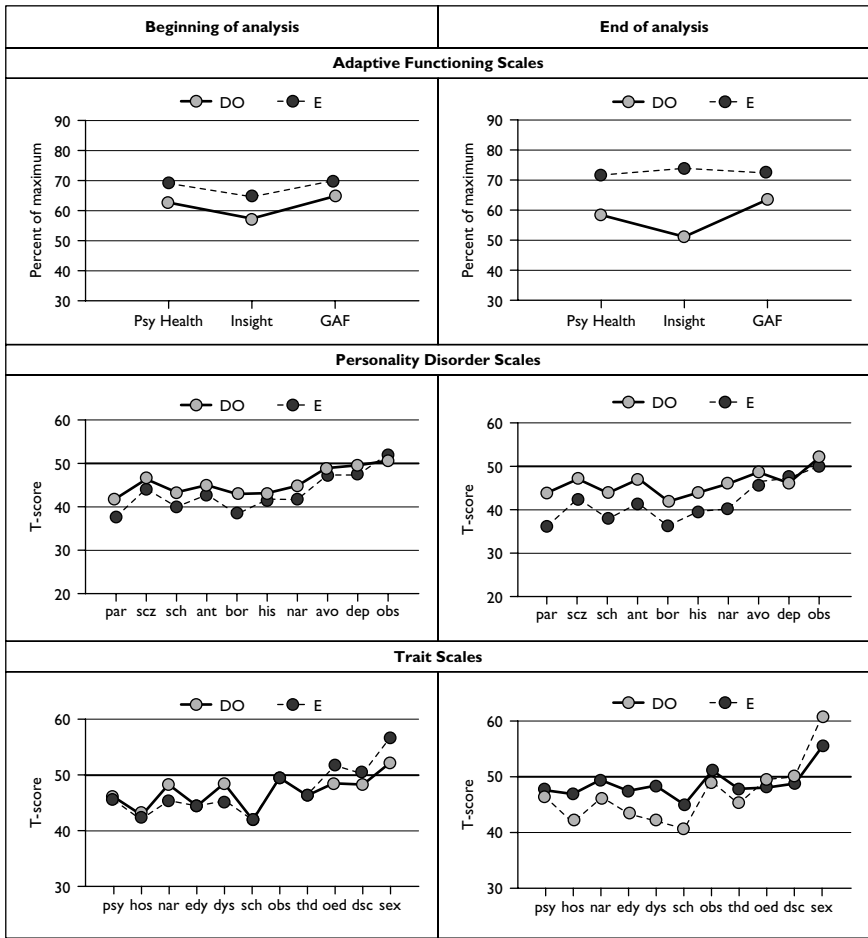 Beginning of analysis
End of analysis
Adaptive Functioning Scales
DO E
90
80
70
60
50
40
30
Percent of maximum
Psy Health Insight GAF
DO E
90
80
70
60
50
40
30
Percent of maximum
Psy Health Insight GAF
Personality Disorder Scales
DO E
60
50
40
30
20
T-score
par scz sch ant bor his nar avo dep obs
DO E
60
50
40
30
20
T-score
par scz sch ant bor his nar avo dep obs
Trait Scales
DO E
60
50
40
30
T-score
psy hos nar edy dys sch obs thd oed dsc sex
DO E
60
50
40
30
T-score
psy hos nar edy dys sch obs thd oed dsc sex